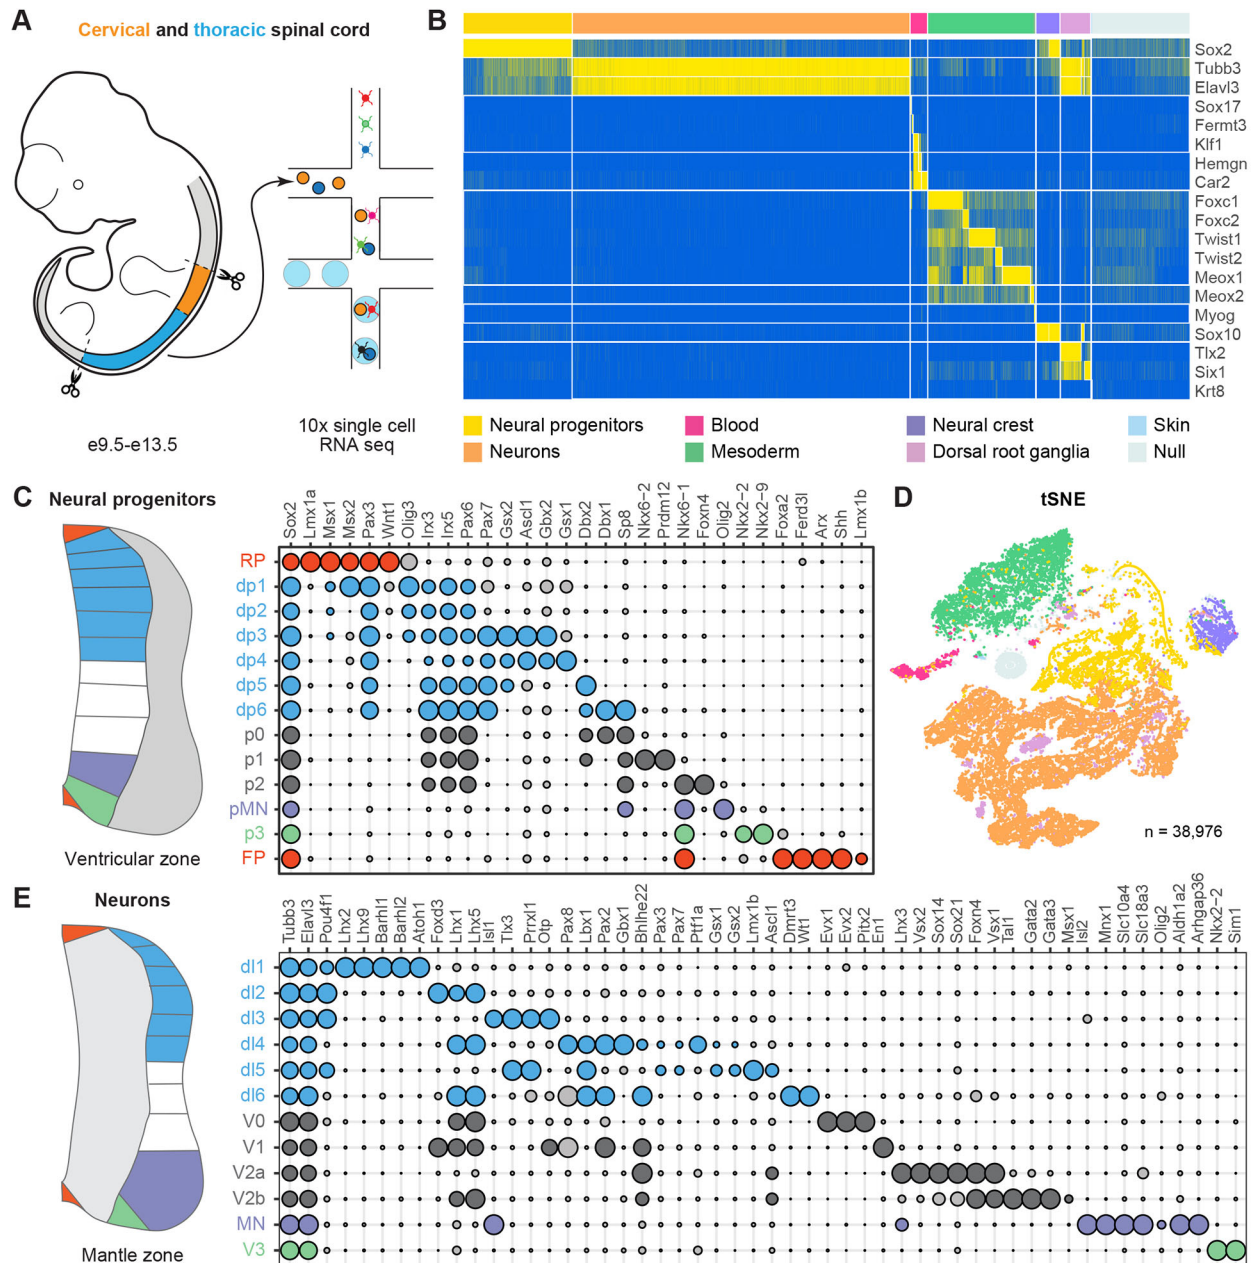 A
Cervical and thoracic spinal cord
e9.5-e13.5
10x single cell
RNA seq
B
Sox2
Tubb3
Elavl3
Sox17
Fermt3
Klf1
Hemgn
Car2
Foxc1
Foxc2
Twist1
Twist2
Meox1
Meox2
Myog
Sox10
Tlx2
Six1
Krt8
Neural progenitors
Blood
Neural crest
Skin
Neurons
Mesoderm
Dorsal root ganglia
Null
C
Neural progenitors
Ventricular zone
Sox2
Lmx1a
Msx1
Msx2
Pax3
Wnt1
Olig3
Irx3
Irx5
Pax6
Pax7
Gsx2
Ascl1
Gbx2
Gsx1
Dbx2
Dbx1
Sp8
Nkx6-2
Prdm12
Nkx6-1
Foxn4
Olig2
Nkx2-2
Nkx2-9
Foxa2
Ferd3l
Arx
Shh
Lmx1b
RP
dp1
dp2
dp3
dp4
dp5
dp6
p0
p1
p2
pMN
p3
FP
D
tSNE
n = 38,976
E
Neurons
Mantle zone
Tubb3
Elavl3
Pou4f1
Lhx2
Lhx9
Barhl1
Barhl2
Atoh1
Foxd3
Lhx1
Lhx5
Isl1
Tlx3
Prrxl1
Otp
Pax8
Lbx1
Pax2
Gbx1
Bhlhe22
Pax3
Pax7
Ptf1a
Gsx1
Gsx2
Lmx1b
Ascl1
Dmrt3
Wt1
Evx1
Evx2
Pitx2
En1
Lhx3
Vsx2
Sox14
Sox21
Foxn4
Vsx1
Tal1
Gata2
Gata3
Msx1
Isl2
Mnx1
Slc10a4
Slc18a3
Olig2
Aldh1a2
Arhgap36
Nkx2-2
Sim1
dI1
dI2
dI3
dI4
dI5
dI6
V0
V1
V2a
V2b
MN
V3